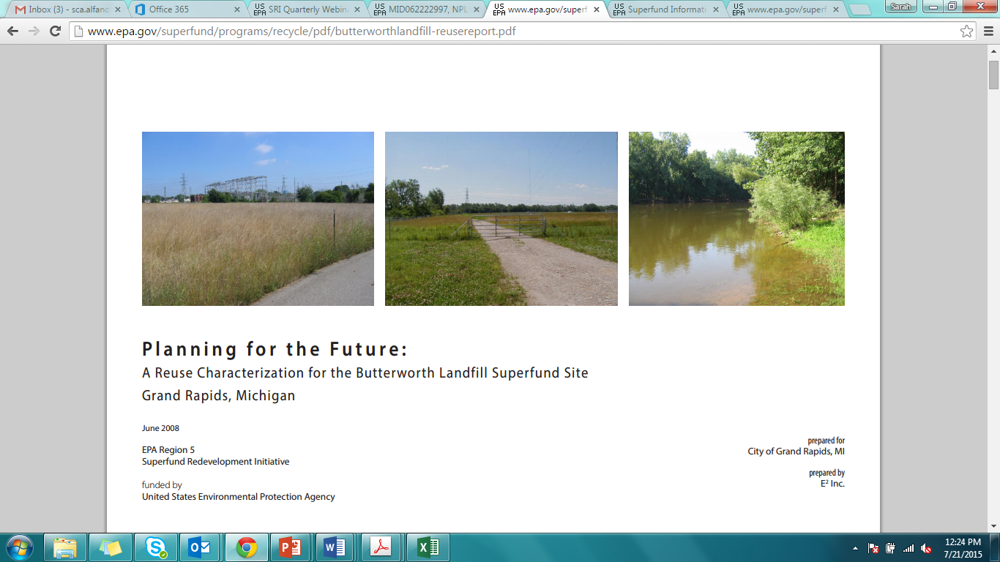 Inbox (3) - sca.alfano
Office 365
US EPA SRI Quarterly Webina
US EPA MID062222997, NPL
US EPA www.epa.gov/superf
US EPA Superfund Informati
US EPA www.epa.gov/superf
Sarah
www.epa.gov/superfund/programs/recycle/pdf/butterworthlandfill-reusereport.pdf
Planning for the Future:
A Reuse Characterization for the Butterworth Landfill Superfund Site
Grand Rapids, Michigan
June 2008
EPA Region 5
Superfund Redevelopment Initiative
funded by
United States Environmental Protection Agency
prepared for
City of Grand Rapids, MI
prepared by
E² Inc.
12:24 PM
7/21/2015